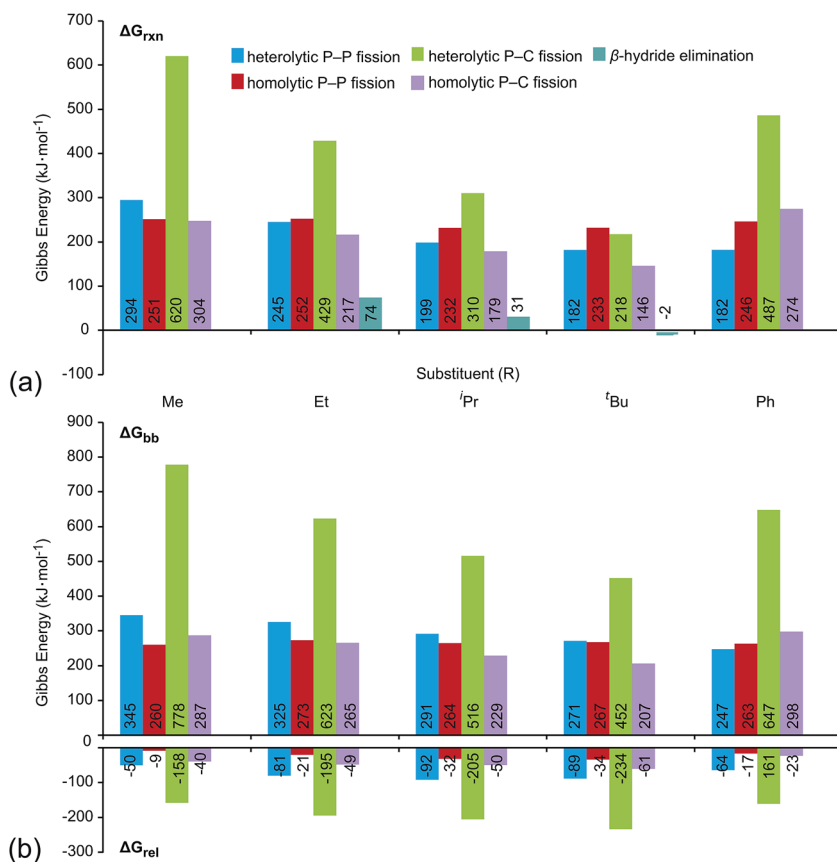 700
ΔG_rxn
heterolytic P–P fission
heterolytic P–C fission
β-hydride elimination
homolytic P–P fission
homolytic P–C fission
600
500
400
300
200
100
0
-100
Gibbs Energy (kJ·mol⁻¹)
294 251 620 304
245 252 429 217 74
199 232 310 179 31
182 233 218 146 -2
182 246 487 274
(a)
Substituent (R)
Me Et ⁱPr ᵗBu Ph
ΔG_bb
900
800
700
600
500
400
300
200
100
0
-100
-200
-300
Gibbs Energy (kJ·mol⁻¹)
345 260 778 287
325 273 623 265
291 264 516 229
271 267 452 207
247 263 647 298
-50 -9 -158 -40
-81 -21 -195 -49
-92 -32 -205 -50
-89 -34 -234 -61
-64 -17 161 -23
(b)
ΔG_rel